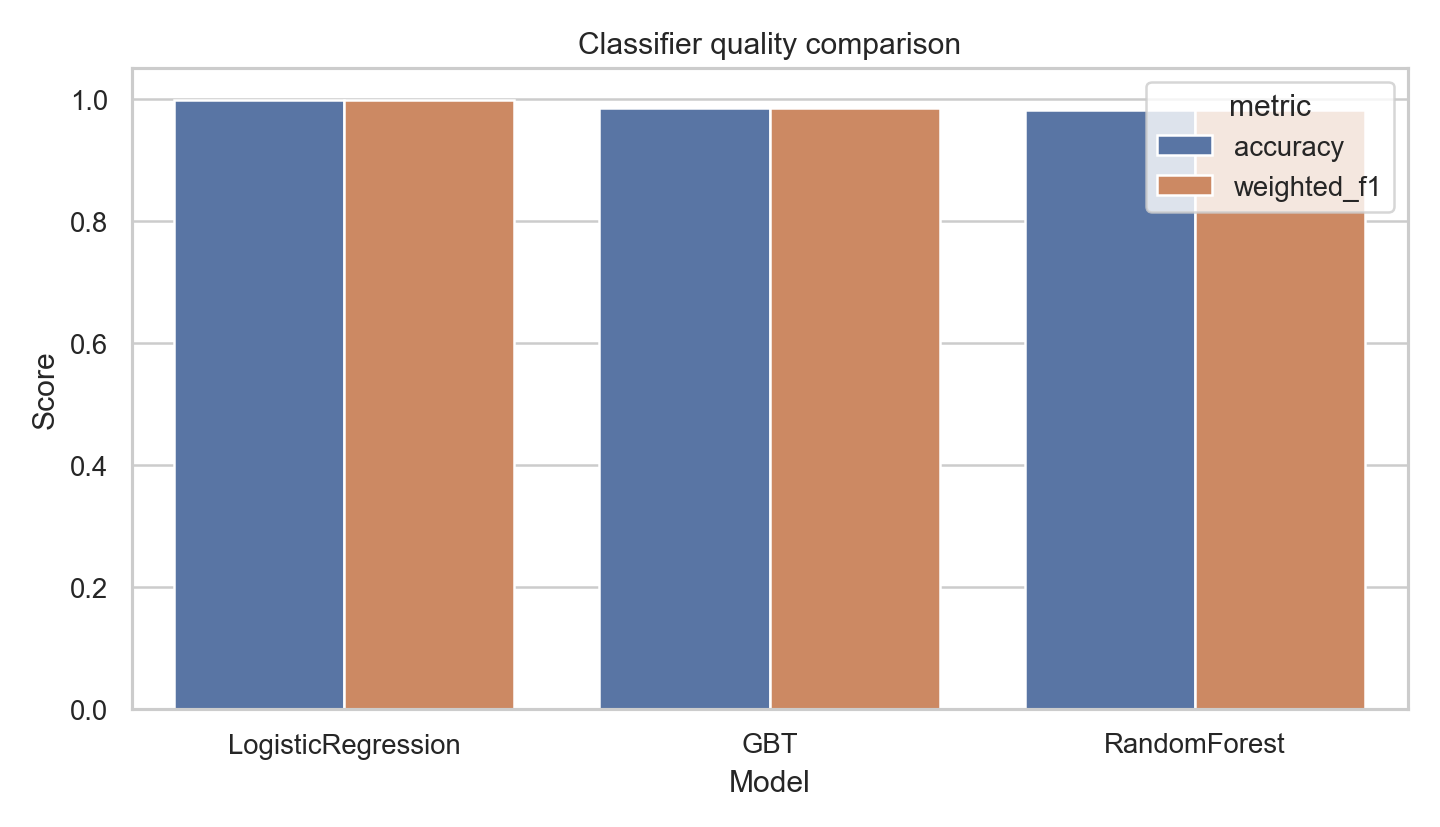 Classifier quality comparison
metric
accuracy
weighted_f1
Score
1.0
0.8
0.6
0.4
0.2
0.0
LogisticRegression
GBT
RandomForest
Model